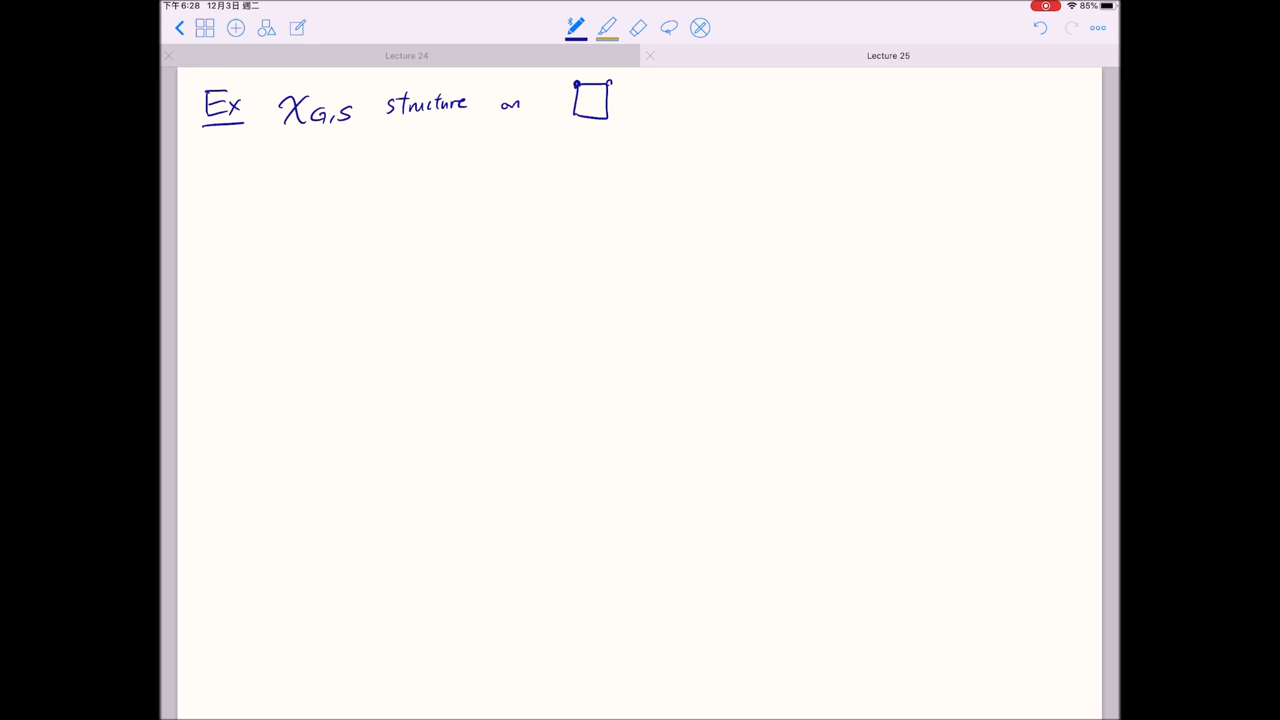 下午6:28 12月3日 週二 85%
Lecture 24 Lecture 25
Ex X_{G,S} structure on